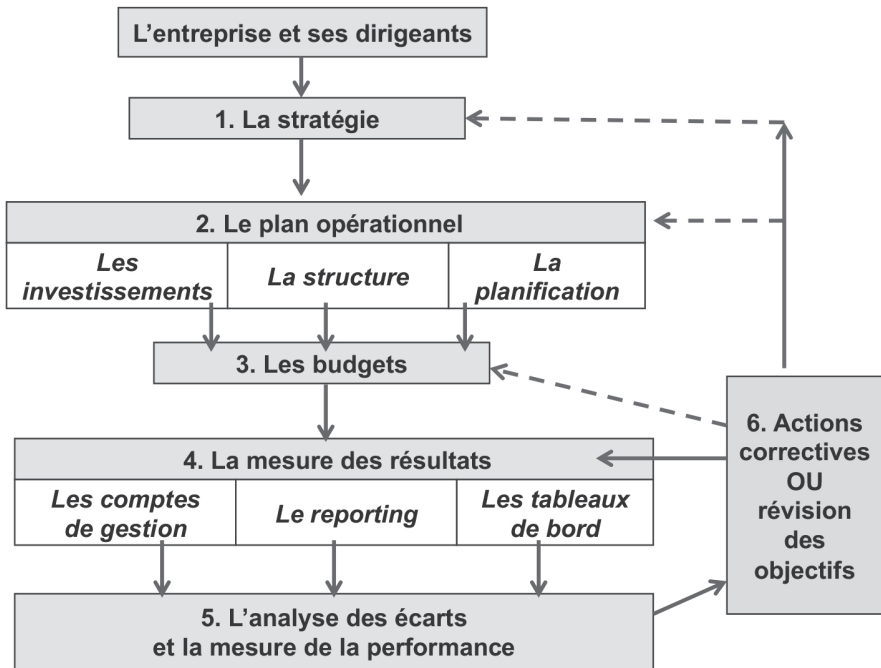 L'entreprise et ses dirigeants
1. La stratégie
2. Le plan opérationnel
Les
investissements
La structure
La
planification
3. Les budgets
4. La mesure des résultats
Les comptes
de gestion
Le reporting
Les tableaux
de bord
5. L'analyse des écarts
et la mesure de la performance
6. Actions
correctives
OU
révision
des
objectifs